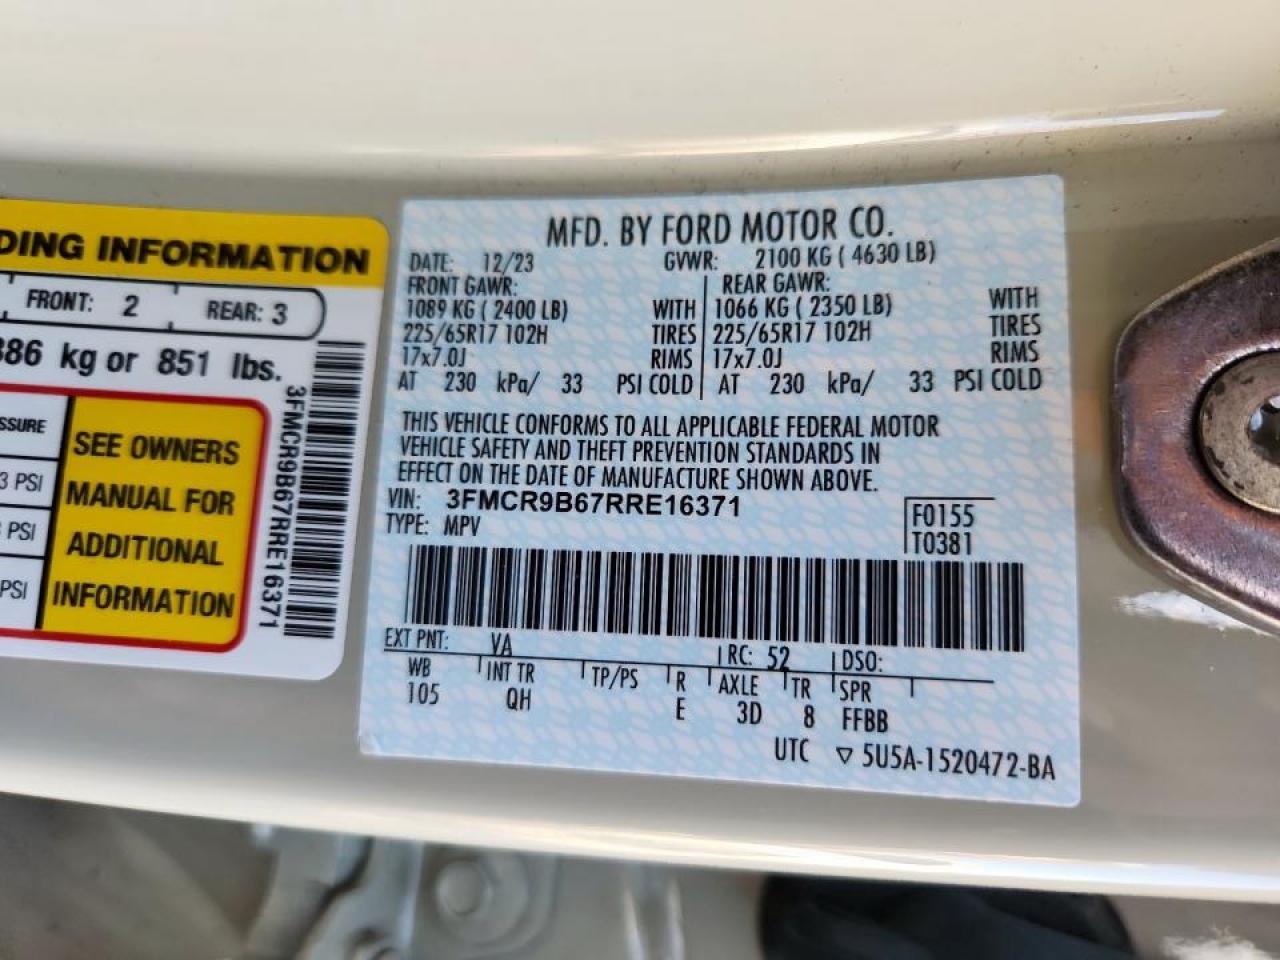 DING INFORMATION
FRONT: 2 REAR: 3
386 kg or 851 lbs.
SSURE
3 PSI
PSI
PSI
SEE OWNERS
MANUAL FOR
ADDITIONAL
INFORMATION
3FMCR9B67RRE16371
MFD. BY FORD MOTOR CO.
DATE: 12/23 GVWR: 2100 KG ( 4630 LB)
FRONT GAWR: REAR GAWR:
1089 KG ( 2400 LB) WITH 1066 KG ( 2350 LB) WITH
225/65R17 102H TIRES 225/65R17 102H TIRES
17x7.0J RIMS 17x7.0J RIMS
AT 230 kPa/ 33 PSI COLD AT 230 kPa/ 33 PSI COLD
THIS VEHICLE CONFORMS TO ALL APPLICABLE FEDERAL MOTOR
VEHICLE SAFETY AND THEFT PREVENTION STANDARDS IN
EFFECT ON THE DATE OF MANUFACTURE SHOWN ABOVE.
VIN: 3FMCR9B67RRE16371 F0155
TYPE: MPV T0381
EXT PNT: VA RC: 52 DSO:
WB INT TR TP/PS R AXLE TR SPR
105 QH E 3D 8 FFBB
UTC ▽ 5U5A-1520472-BA